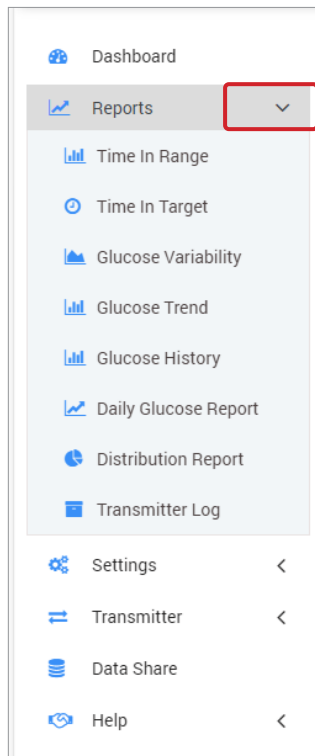 Dashboard
Reports
Time In Range
Time In Target
Glucose Variability
Glucose Trend
Glucose History
Daily Glucose Report
Distribution Report
Transmitter Log
Settings
Transmitter
Data Share
Help